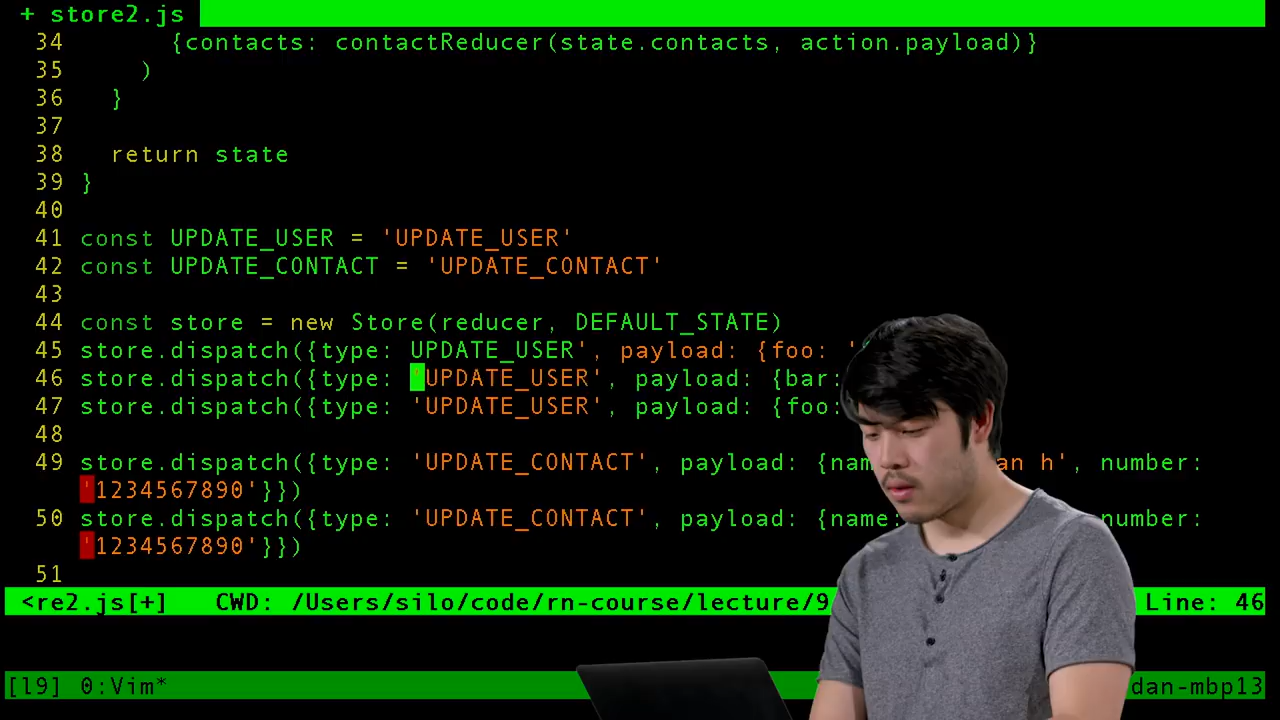 + store2.js
34 {contacts: contactReducer(state.contacts, action.payload)}
35 )
36 }
37
38 return state
39 }
40
41 const UPDATE_USER = 'UPDATE_USER'
42 const UPDATE_CONTACT = 'UPDATE_CONTACT'
43
44 const store = new Store(reducer, DEFAULT_STATE)
45 store.dispatch({type: UPDATE_USER', payload: {foo: '
46 store.dispatch({type: 'UPDATE_USER', payload: {bar:
47 store.dispatch({type: 'UPDATE_USER', payload: {foo:
48
49 store.dispatch({type: 'UPDATE_CONTACT', payload: {nam an h', number:
'1234567890'}})
50 store.dispatch({type: 'UPDATE_CONTACT', payload: {name: number:
'1234567890'}})
51
<re2.js[+] CWD: /Users/silo/code/rn-course/lecture/9 Line: 46
[l9] 0:Vim* dan-mbp13